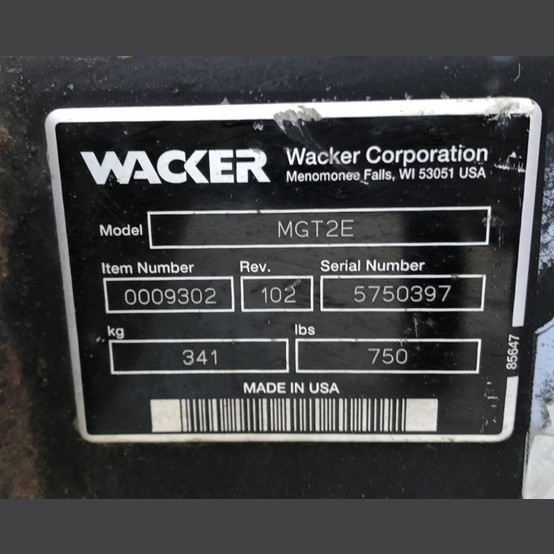 WACKER Wacker Corporation
Menomonee Falls, WI 53051 USA
Model MGT2E
Item Number Rev. Serial Number
0009302 102 5750397
kg lbs
341 750
85647
MADE IN USA